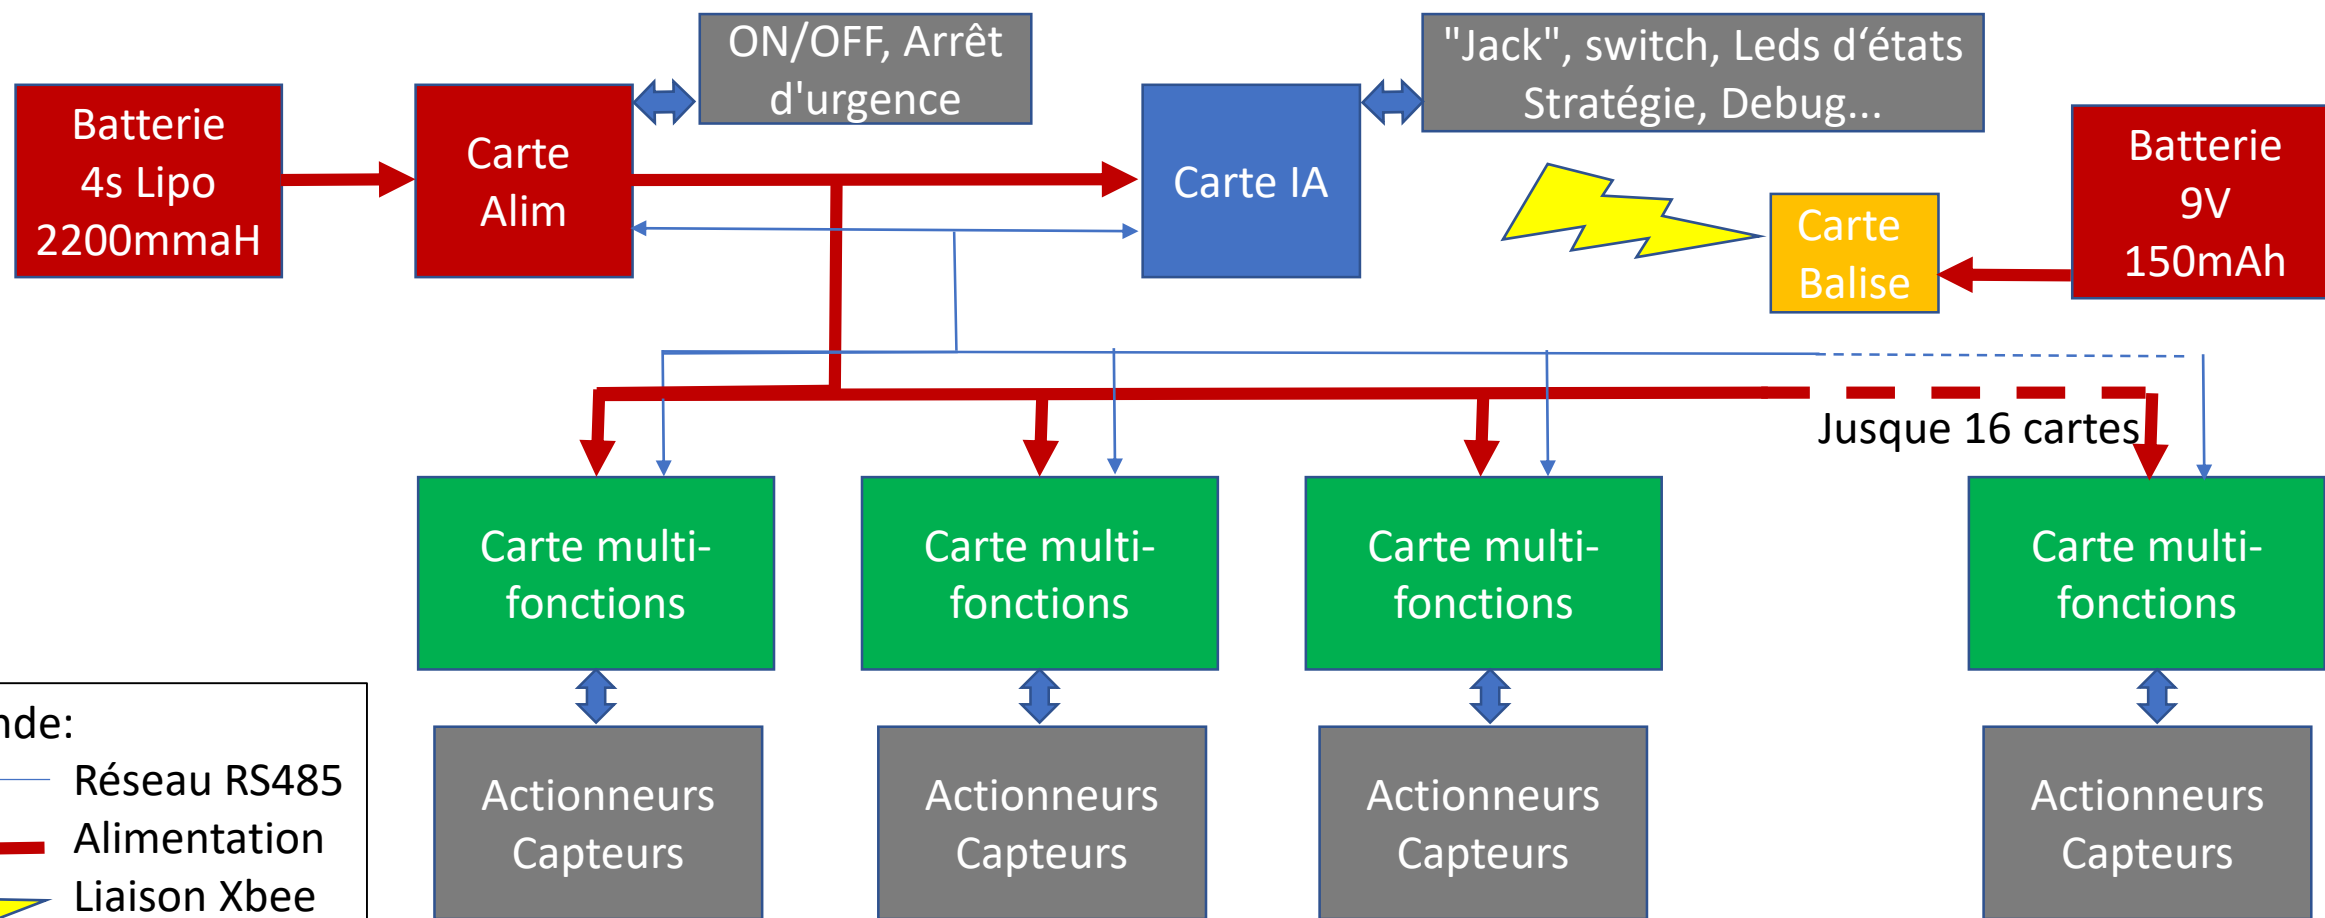 ON/OFF, Arrêt
d'urgence
"Jack", switch, Leds d‘états
Stratégie, Debug...
Batterie
4s Lipo
2200mmaH
Carte
Alim
Carte IA
Carte
Balise
Batterie
9V
150mAh
Jusque 16 cartes
Carte multi-
fonctions
Carte multi-
fonctions
Carte multi-
fonctions
Carte multi-
fonctions
Actionneurs
Capteurs
Actionneurs
Capteurs
Actionneurs
Capteurs
Actionneurs
Capteurs
nde:
Réseau RS485
Alimentation
Liaison Xbee